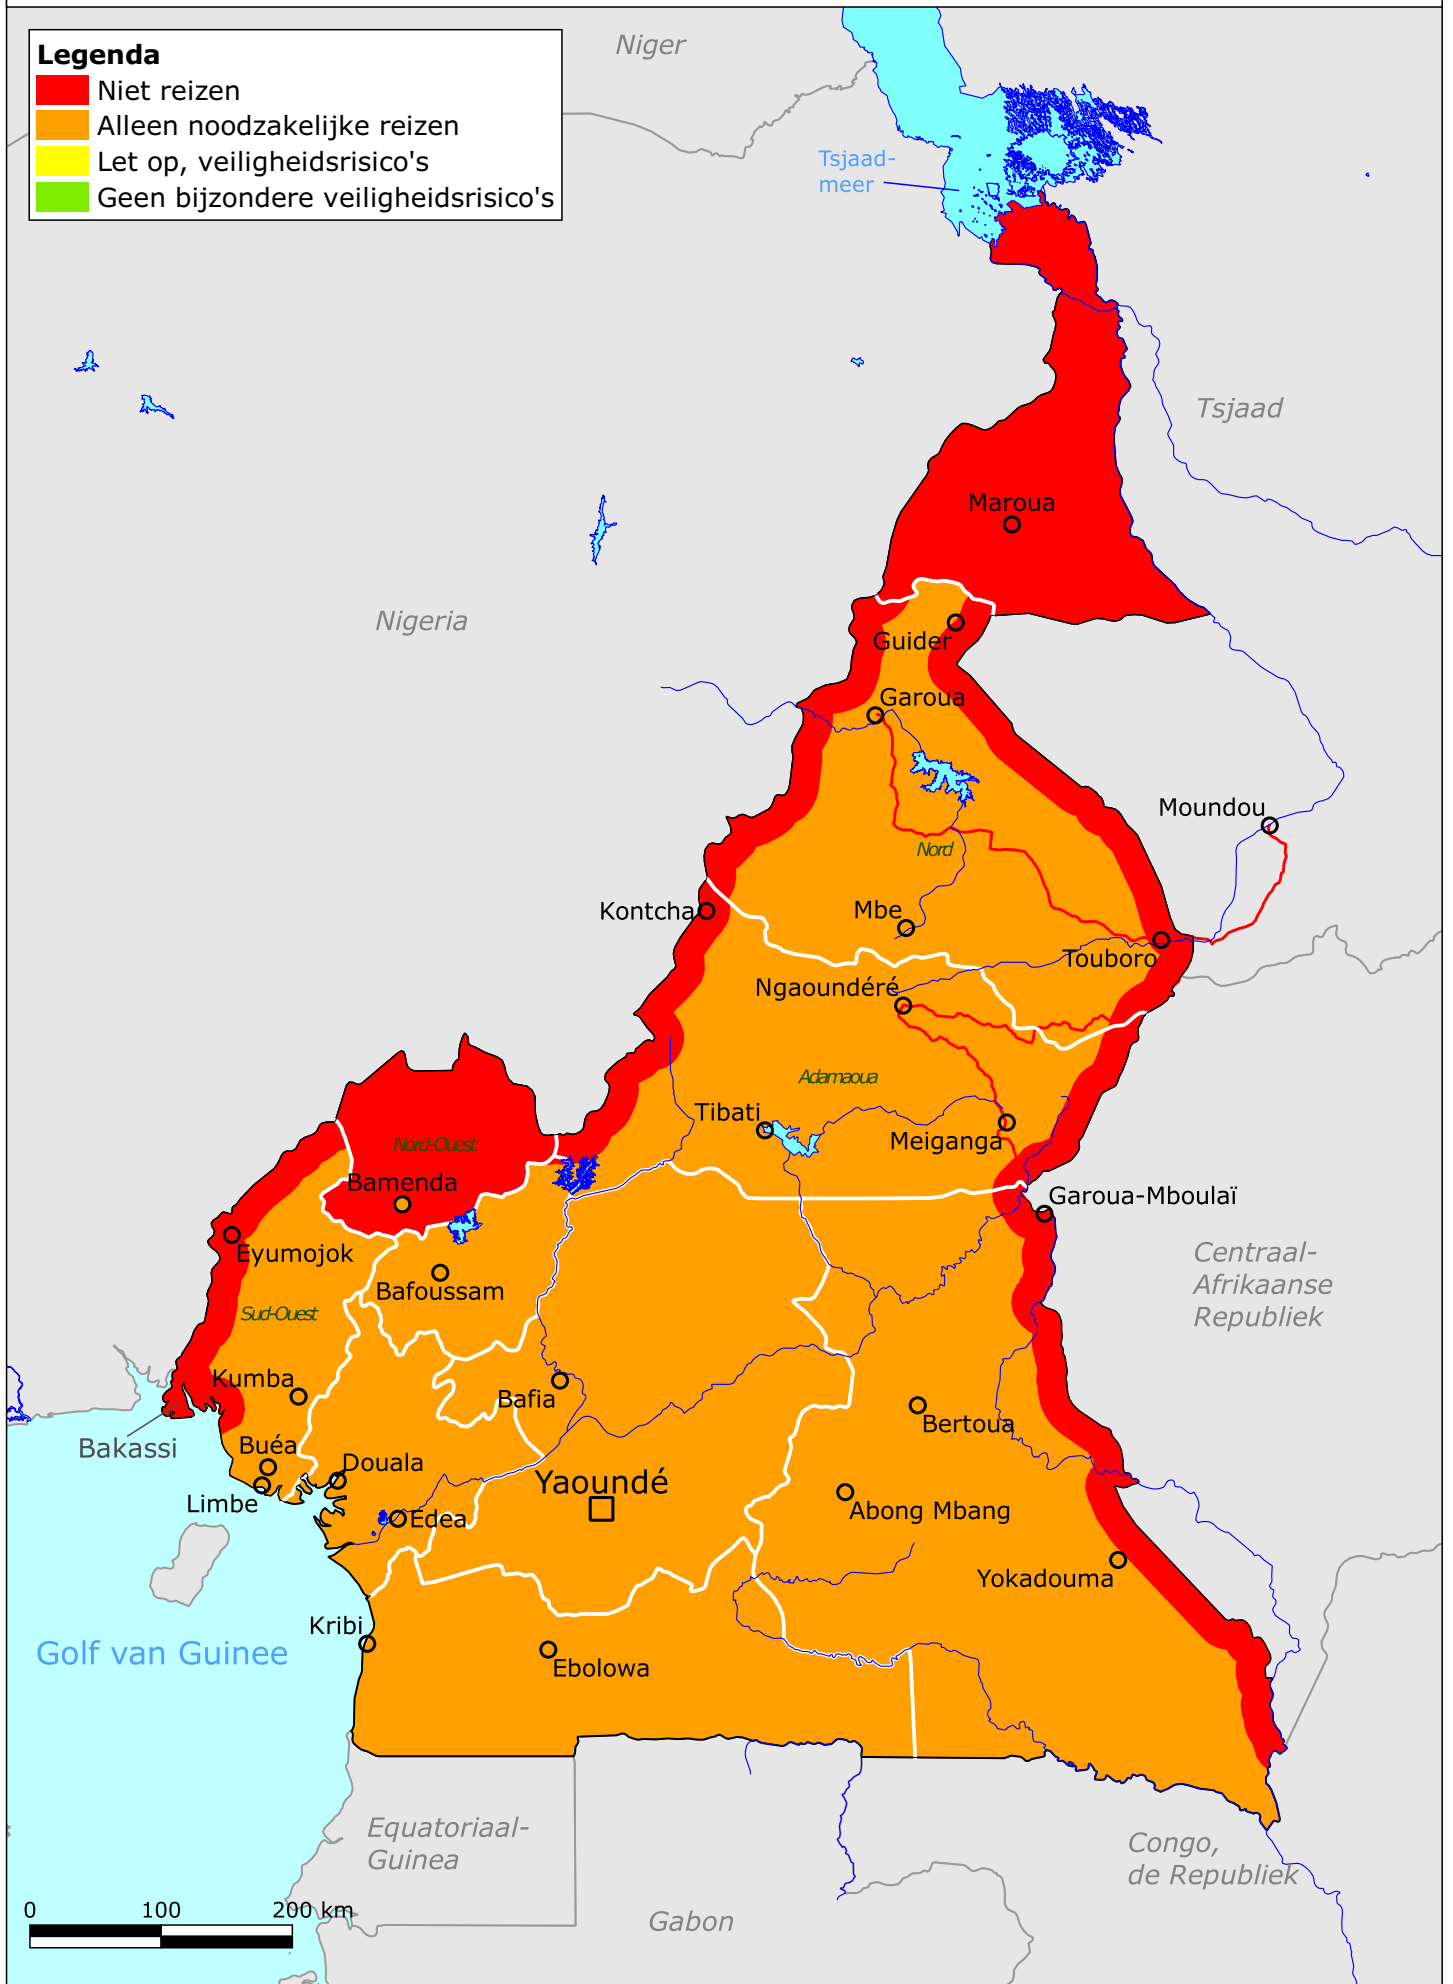 Legenda
Niet reizen
Alleen noodzakelijke reizen
Let op, veiligheidsrisico's
Geen bijzondere veiligheidsrisico's
Niger
Tsjaad-
meer
Tsjaad
Maroua
Nigeria
Guider
Garoua
Moundou
Nord
Kontcha
Mbe
Touboro
Ngaoundéré
Adamaoua
Tibati
Meiganga
Nord-Ouest
Bamenda
Garoua-Mboulaï
Eyumojok
Centraal-
Afrikaanse
Republiek
Bafoussam
Sud-Ouest
Kumba
Bafia
Bertoua
Bakassi
Buéa
Douala
Yaoundé
Limbe
Edea
Abong Mbang
Yokadouma
Kribi
Golf van Guinee
Ebolowa
Equatoriaal-
Guinea
Congo,
de Republiek
Gabon
0 100 200 km